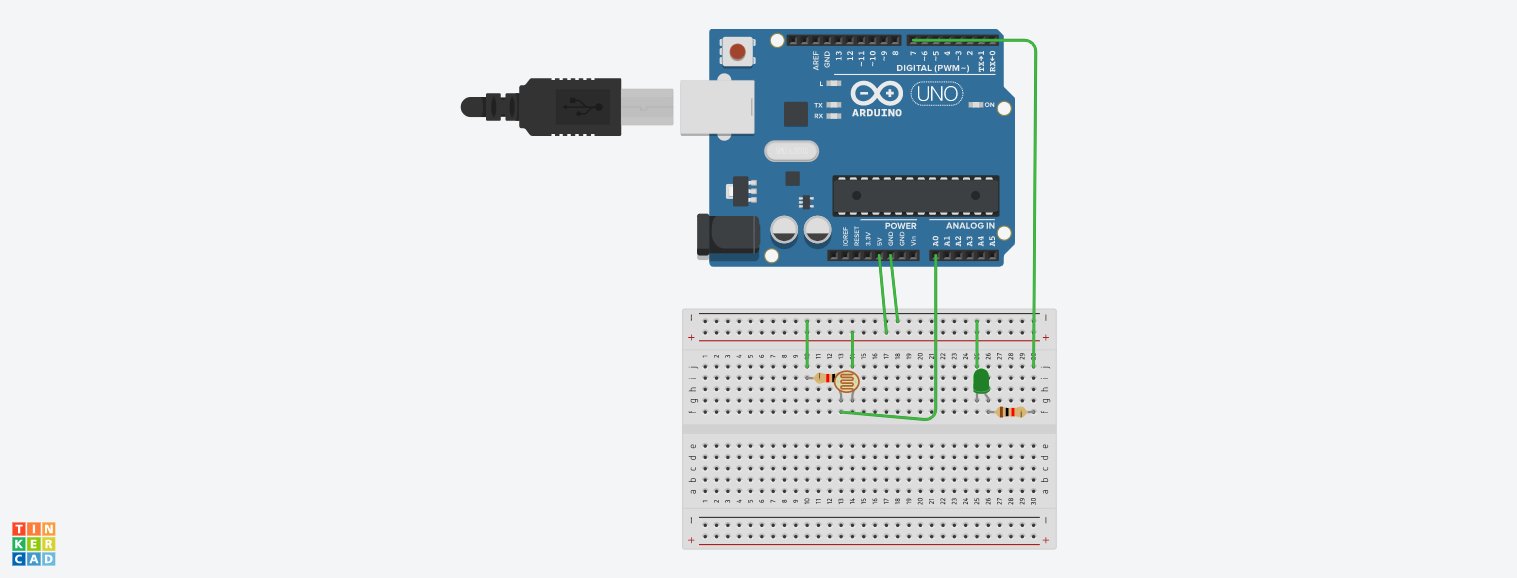 AREF
GND
13
12
~11
~10
~9
8
7
~6
~5
4
~3
2
TX→1
RX←0
DIGITAL (PWM~)
L
TX
RX
ARDUINO
UNO
ON
POWER
ANALOG IN
IOREF
RESET
3.3V
5V
GND
GND
Vin
A0
A1
A2
A3
A4
A5
1 2 3 4 5 6 7 8 9 10 11 12 13 14 15 16 17 18 19 20 21 22 23 24 25 26 27 28 29 30
j
i
h
g
f
e
d
c
b
a
1 2 3 4 5 6 7 8 9 10 11 12 13 14 15 16 17 18 19 20 21 22 23 24 25 26 27 28 29 30
TIN
KER
CAD